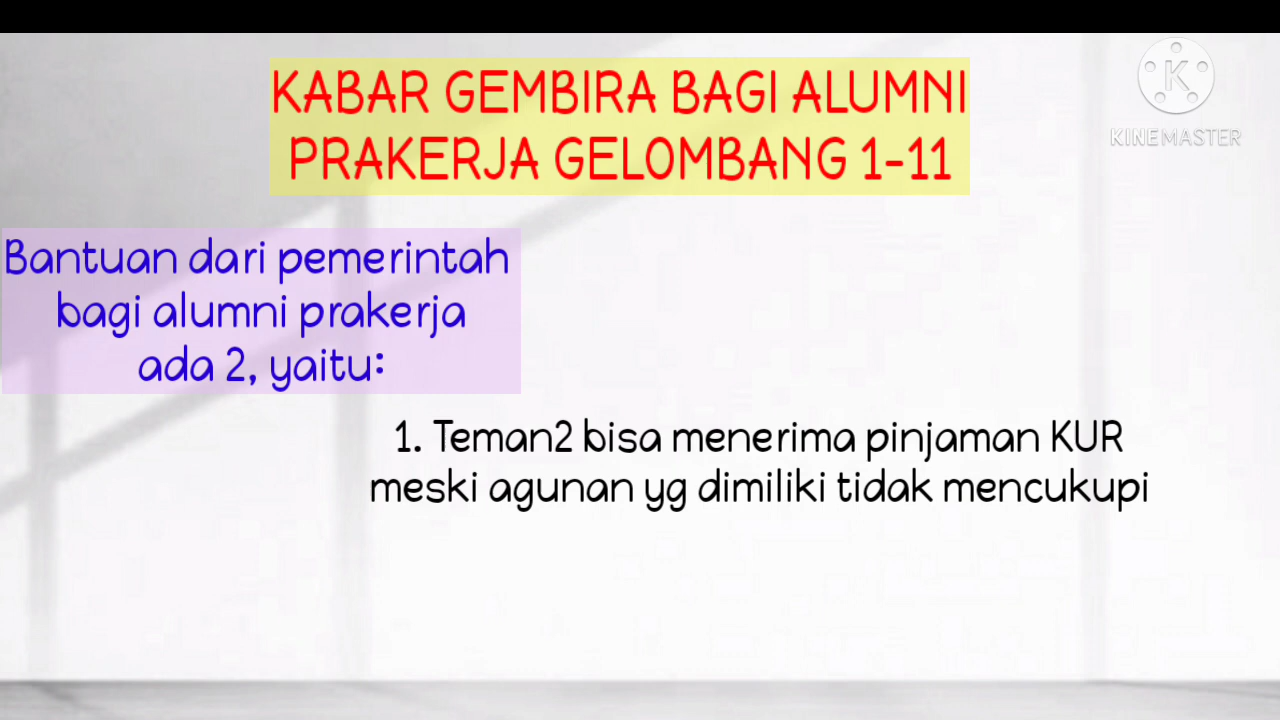 KABAR GEMBIRA BAGI ALUMNI
PRAKERJA GELOMBANG 1-11
KINEMASTER
Bantuan dari pemerintah
bagi alumni prakerja
ada 2, yaitu:
1. Teman2 bisa menerima pinjaman KUR
meski agunan yg dimiliki tidak mencukupi